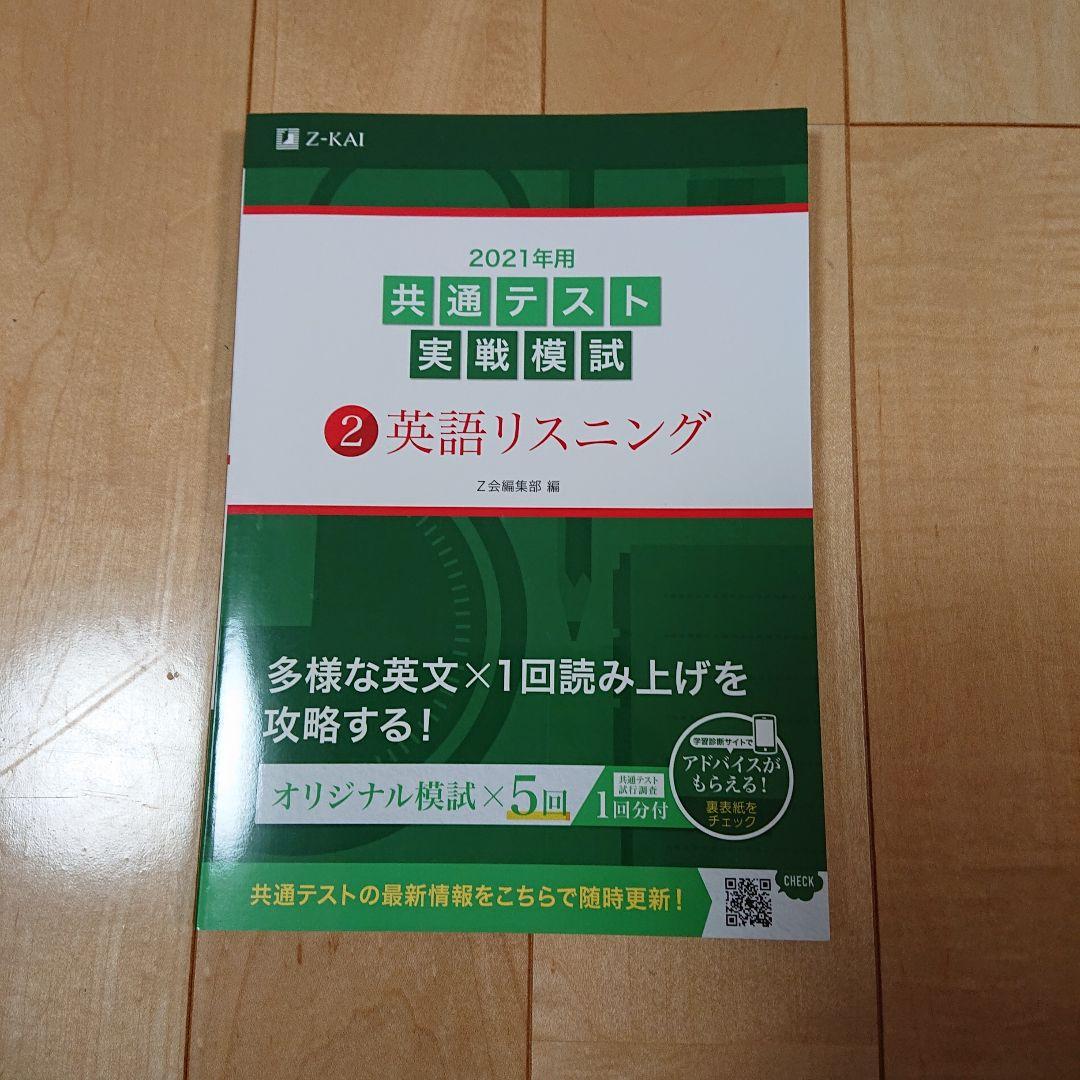 Z-KAI
2021年用
共通テスト
実戦模試
2 英語リスニング
Z会編集部 編
多様な英文×1回読み上げを
攻略する!
オリジナル模試×5回
共通テスト
試行調査
1回分付
学習診断サイトで
アドバイスが
もらえる!
裏表紙を
チェック
共通テストの最新情報をこちらで随時更新!
CHECK